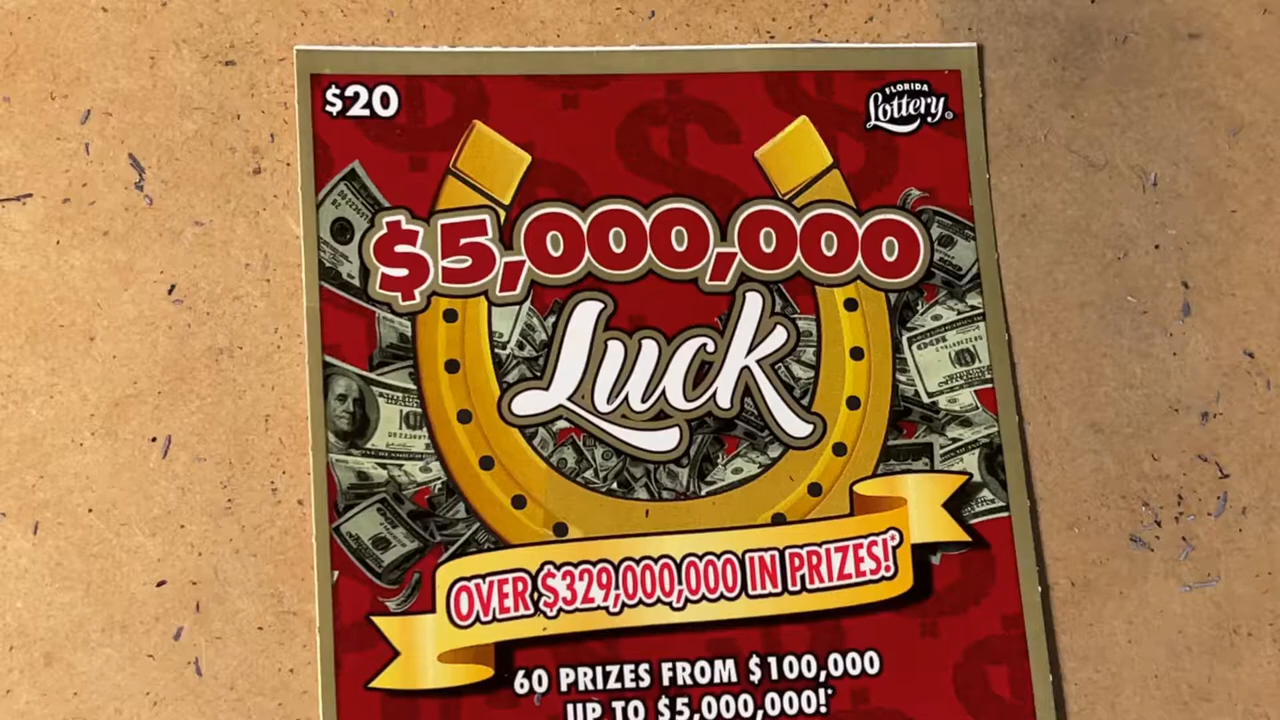 $20
FLORIDA
Lottery
$5,000,000
Luck
OVER $329,000,000 IN PRIZES!*
60 PRIZES FROM $100,000
UP TO $5,000,000!*